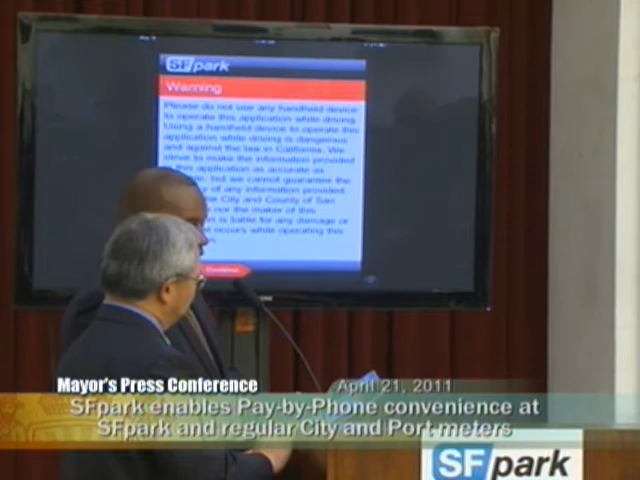 SFpark
Warning
Please do not use any handheld device
to operate this application while driving.
Using a handheld device to operate this
application while driving is dangerous
and against the law in California. We
strive to make the information provided
in this application as accurate as
but we cannot guarantee the
of any information provided.
City and County of San
nor the maker of this
is liable for any damage or
occurs while operating this
Continue
Mayor's Press Conference
April 21, 2011
SFpark enables Pay-by-Phone convenience at
SFpark and regular City and Port meters
SFpark